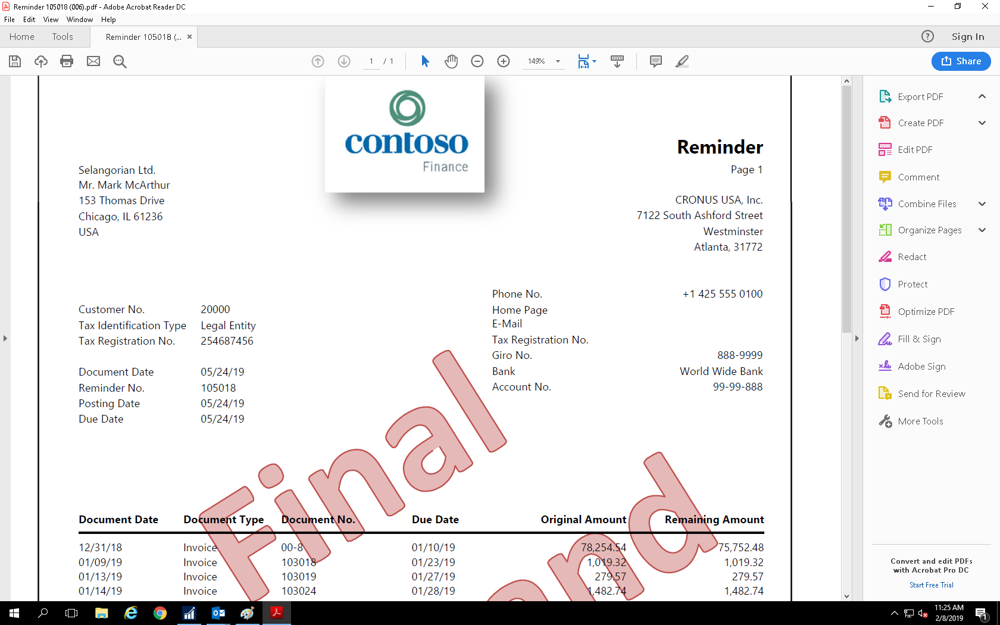 Reminder 105018 (006).pdf - Adobe Acrobat Reader DC
File Edit View Window Help
Home Tools Reminder 105018 (... × ? Sign In
1 / 1 149% Share
contoso
Finance
Reminder
Page 1
Selangorian Ltd.
Mr. Mark McArthur
153 Thomas Drive
Chicago, IL 61236
USA
CRONUS USA, Inc.
7122 South Ashford Street
Westminster
Atlanta, 31772
Phone No. +1 425 555 0100
Home Page
E-Mail
Tax Registration No.
Giro No. 888-9999
Bank World Wide Bank
Account No. 99-99-888
Customer No. 20000
Tax Identification Type Legal Entity
Tax Registration No. 254687456
Document Date 05/24/19
Reminder No. 105018
Posting Date 05/24/19
Due Date 05/24/19
Final
nd
Document Date Document Type Document No. Due Date Original Amount Remaining Amount
12/31/18 Invoice 00-8 01/10/19 78,254.54 75,752.48
01/09/19 Invoice 103018 01/23/19 1,019.32 1,019.32
01/13/19 Invoice 103019 01/27/19 279.57 279.57
01/14/19 Invoice 103024 01/28/19 1,482.74 1,482.74
Export PDF
Create PDF
Edit PDF
Comment
Combine Files
Organize Pages
Redact
Protect
Optimize PDF
Fill & Sign
Adobe Sign
Send for Review
More Tools
Convert and edit PDFs
with Acrobat Pro DC
Start Free Trial
11:25 AM
2/8/2019
1